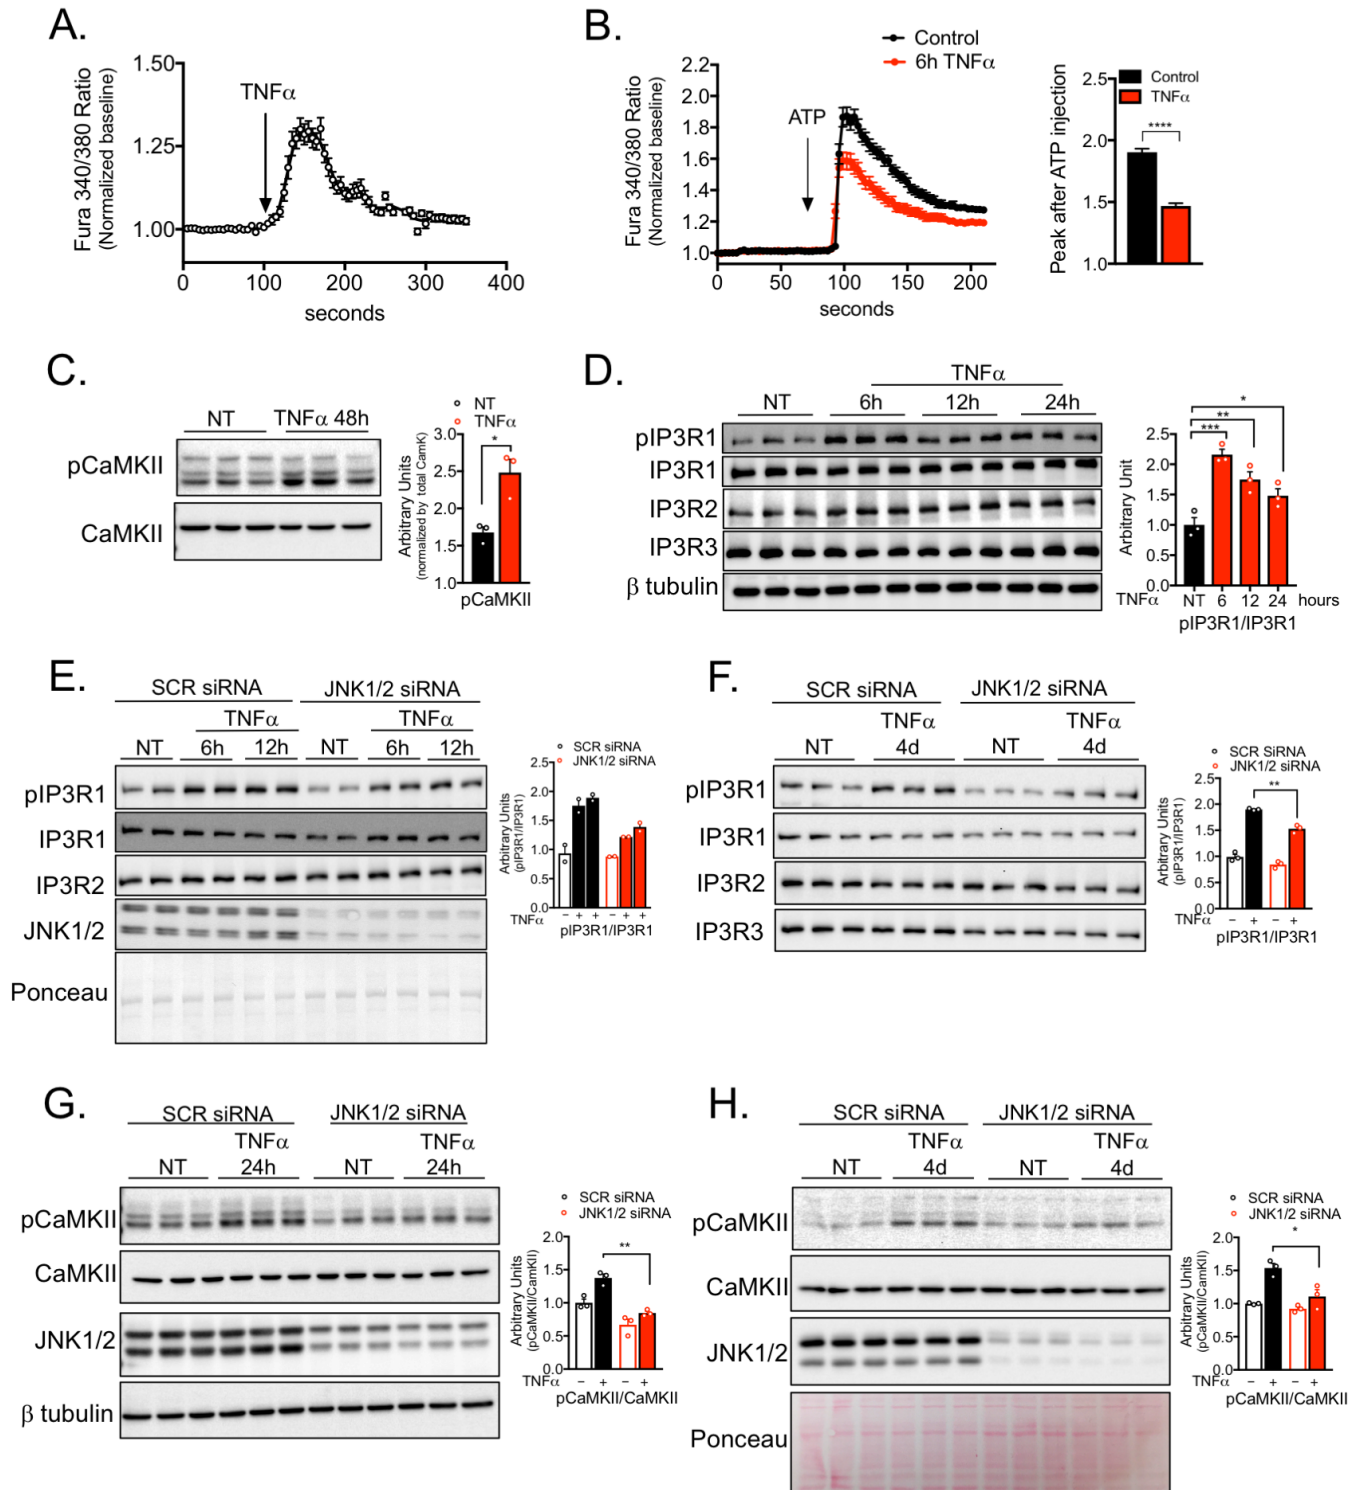 A.
Fura 340/380 Ratio
(Normalized baseline)
1.50
1.25
1.00
TNFα
0 100 200 300 400
seconds
B.
Control
6h TNFα
Fura 340/380 Ratio
(Normalized baseline)
2.2
2.0
1.8
1.6
1.4
1.2
1.0
ATP
0 50 100 150 200
seconds
Peak after ATP injection
2.5
2.0
1.5
1.0
Control
TNFα
****
C.
NT TNFα 48h
pCaMKII
CaMKII
NT
TNFα
Arbitrary Units
(normalized by total CamK)
3.0
2.5
2.0
1.5
1.0
*
pCaMKII
D.
TNFα
NT 6h 12h 24h
pIP3R1
IP3R1
IP3R2
IP3R3
β tubulin
Arbitrary Unit
2.5
2.0
1.5
1.0
0.5
0.0
*
**
***
TNFα NT 6 12 24 hours
pIP3R1/IP3R1
E.
SCR siRNA JNK1/2 siRNA
TNFα TNFα
NT 6h 12h NT 6h 12h
pIP3R1
IP3R1
IP3R2
JNK1/2
Ponceau
SCR siRNA
JNK1/2 siRNA
Arbitrary Units
(pIP3R1/IP3R1)
2.5
2.0
1.5
1.0
0.5
0.0
TNFα − + + − + +
pIP3R1/IP3R1
F.
SCR siRNA JNK1/2 siRNA
TNFα TNFα
NT 4d NT 4d
pIP3R1
IP3R1
IP3R2
IP3R3
SCR SiRNA
JNK1/2 siRNA
Arbitrary Units
(pIP3R1/IP3R1)
2.5
2.0
1.5
1.0
0.5
0.0
**
TNFα − + − +
pIP3R1/IP3R1
G.
SCR siRNA JNK1/2 siRNA
TNFα TNFα
NT 24h NT 24h
pCaMKII
CaMKII
JNK1/2
β tubulin
SCR siRNA
JNK1/2 siRNA
Arbitrary Units
(pCaMKII/CamKII)
2.0
1.5
1.0
0.5
0.0
**
TNFα − + − +
pCaMKII/CaMKII
H.
SCR siRNA JNK1/2 siRNA
TNFα TNFα
NT 4d NT 4d
pCaMKII
CaMKII
JNK1/2
Ponceau
SCR siRNA
JNK1/2 siRNA
Arbitrary Units
(pCaMKII/CamKII)
2.0
1.5
1.0
0.5
0.0
*
TNFα − + − +
pCaMKII/CaMKII